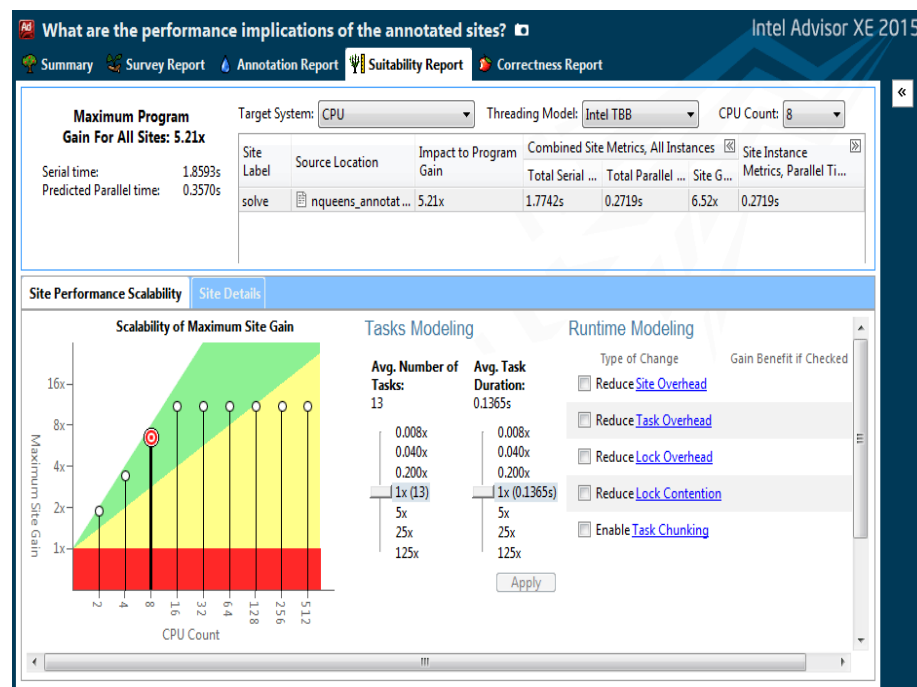 What are the performance implications of the annotated sites?
Intel Advisor XE 2015
Summary Survey Report Annotation Report Suitability Report Correctness Report
Maximum Program
Gain For All Sites: 5.21x
Serial time: 1.8593s
Predicted Parallel time: 0.3570s
Target System: CPU Threading Model: Intel TBB CPU Count: 8
Site Label Source Location Impact to Program Gain Combined Site Metrics, All Instances Site Instance Metrics, Parallel Ti...
Total Serial ... Total Parallel ... Site G...
solve nqueens_annotat... 5.21x 1.7742s 0.2719s 6.52x 0.2719s
Site Performance Scalability Site Details
Scalability of Maximum Site Gain
Maximum Site Gain
16x
8x
4x
2x
1x
2 4 8 16 32 64 128 256 512
CPU Count
Tasks Modeling
Avg. Number of Tasks:
13
Avg. Task Duration:
0.1365s
0.008x 0.008x
0.040x 0.040x
0.200x 0.200x
1x (13) 1x (0.1365s)
5x 5x
25x 25x
125x 125x
Apply
Runtime Modeling
Type of Change Gain Benefit if Checked
Reduce Site Overhead
Reduce Task Overhead
Reduce Lock Overhead
Reduce Lock Contention
Enable Task Chunking